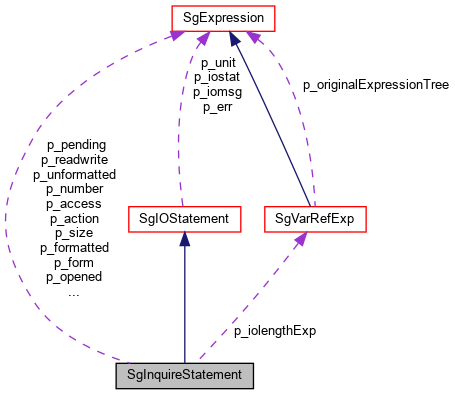 SgExpression
p_unit
p_iostat
p_iomsg
p_err
p_originalExpressionTree
p_pending
p_readwrite
p_unformatted
p_number
p_access
p_action
p_size
p_formatted
p_form
p_opened
...
SgIOStatement
SgVarRefExp
p_iolengthExp
SgInquireStatement